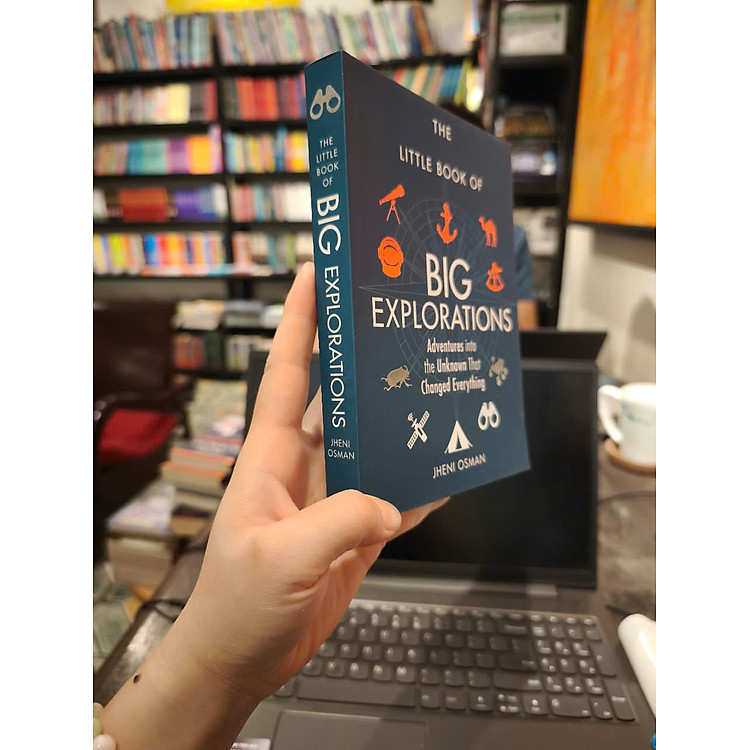 THE
LITTLE
BOOK
OF
BIG EXPLORATIONS
JHENI
OSMAN
THE
LITTLE BOOK OF
BIG
EXPLORATIONS
Adventures into
the Unknown That
Changed Everything
JHENI OSMAN